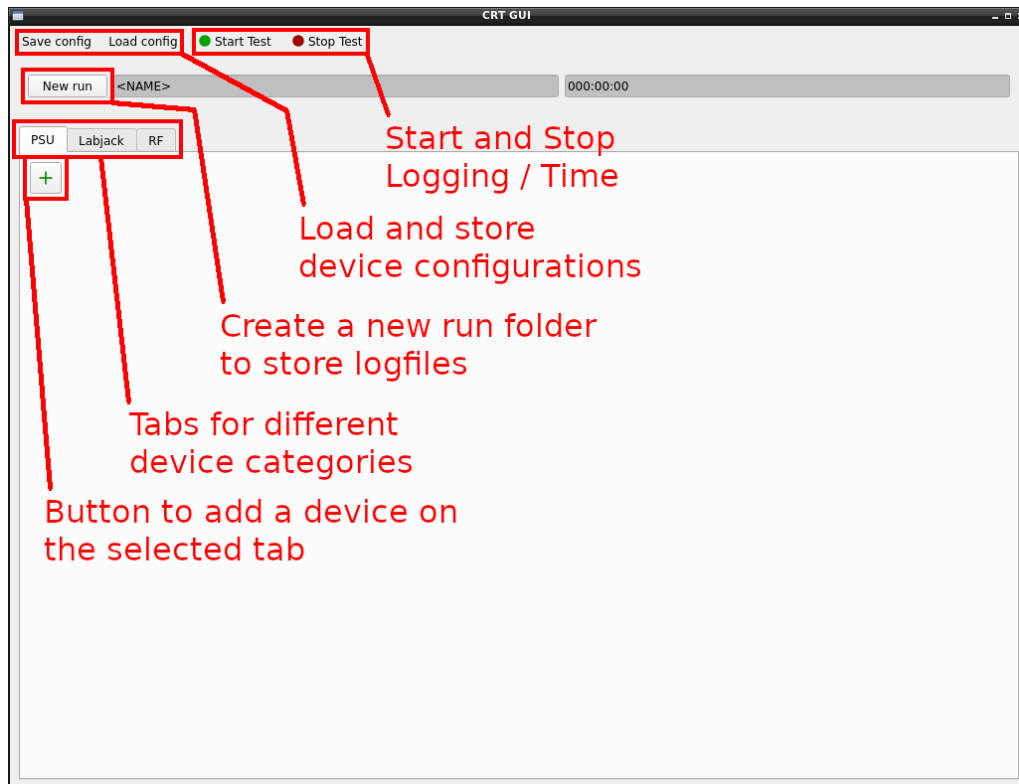 CRT GUI
Save config Load config Start Test Stop Test
New run <NAME> 000:00:00
PSU Labjack RF
+
Start and Stop
Logging / Time
Load and store
device configurations
Create a new run folder
to store logfiles
Tabs for different
device categories
Button to add a device on
the selected tab